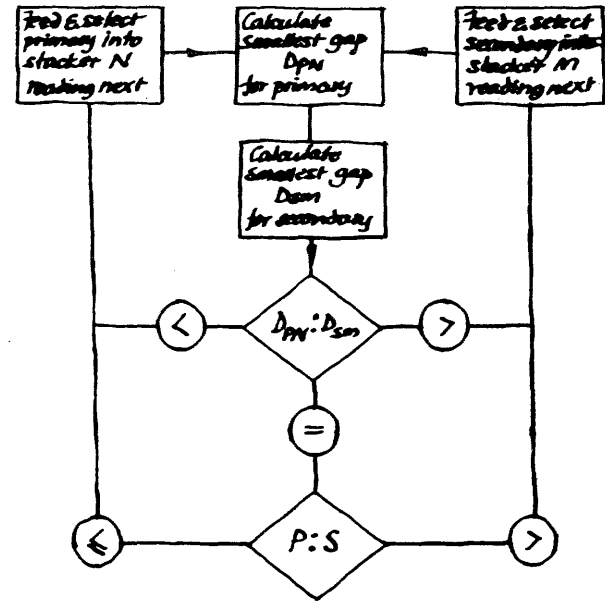 Feed & select
primary into
stacker N
reading next
Calculate
smallest gap
DPN
for primary
Feed & select
secondary into
stacker M
reading next
Calculate
smallest gap
Dsm
for secondary
<
DPN:Dsm
>
=
≤
P:S
>